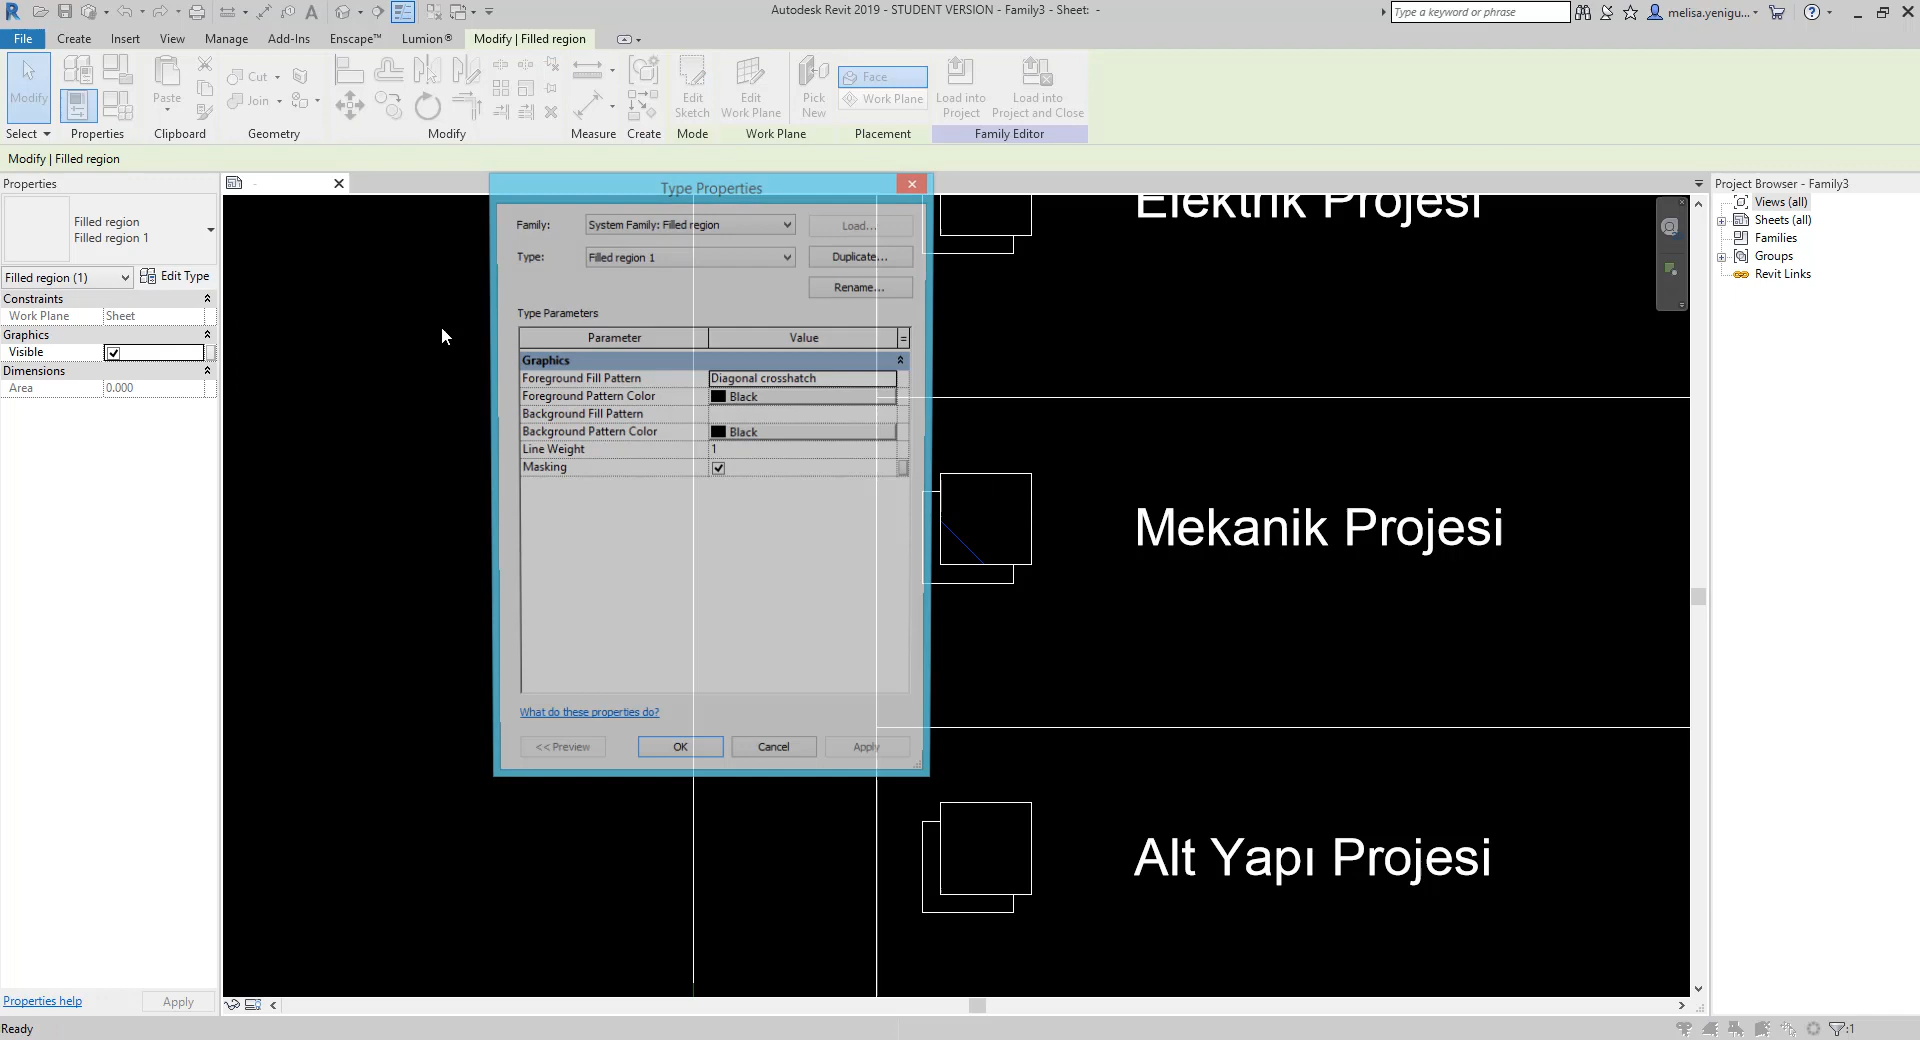 Autodesk Revit 2019 - STUDENT VERSION - Family3 - Sheet: -
Type a keyword or phrase
melisa.yenigu...
File Create Insert View Manage Add-Ins Enscape™ Lumion® Modify | Filled region
Modify
Paste
Cut
Join
Edit Sketch
Edit Work Plane
Pick New
Face
Work Plane
Load into Project
Load into Project and Close
Select Properties Clipboard Geometry Modify Measure Create Mode Work Plane Placement Family Editor
Modify | Filled region
Properties
Filled region
Filled region 1
Filled region (1)
Edit Type
Constraints
Work Plane Sheet
Graphics
Visible
Dimensions
Area 0.000
Properties help
Apply
Ready
-
Type Properties
Family: System Family: Filled region Load...
Type: Filled region 1 Duplicate...
Rename...
Type Parameters
Parameter Value =
Graphics
Foreground Fill Pattern Diagonal crosshatch
Foreground Pattern Color Black
Background Fill Pattern
Background Pattern Color Black
Line Weight 1
Masking
What do these properties do?
<< Preview OK Cancel Apply
Elektrik Projesi
Mekanik Projesi
Alt Yapı Projesi
Project Browser - Family3
Views (all)
Sheets (all)
Families
Groups
Revit Links
:1